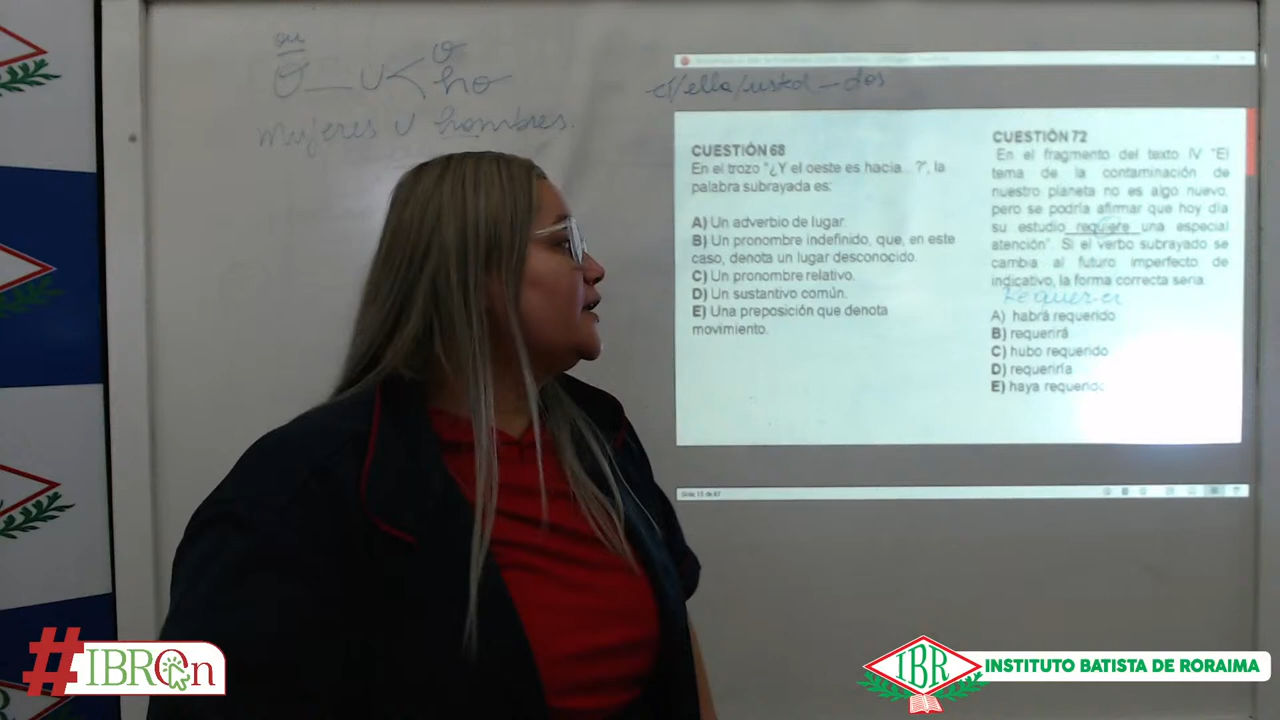 ou
O — U < O
ho
mujeres u hombres.
él/ella/usted - dos
CUESTIÓN 68
En el trozo "¿Y el oeste es hacia...?", la
palabra subrayada es:
A) Un adverbio de lugar.
B) Un pronombre indefinido, que, en este
caso, denota un lugar desconocido.
C) Un pronombre relativo.
D) Un sustantivo común.
E) Una preposición que denota
movimiento.
CUESTIÓN 72
En el fragmento del texto IV "El
tema de la contaminación de
nuestro planeta no es algo nuevo,
pero se podría afirmar que hoy día
su estudio requiere una especial
atención". Si el verbo subrayado se
cambia al futuro imperfecto de
indicativo, la forma correcta sería
Requerer
A) habrá requerido
B) requerirá
C) hubo requerido
D) requeriría
E) haya requerido
#IBROn
IBR
INSTITUTO BATISTA DE RORAIMA